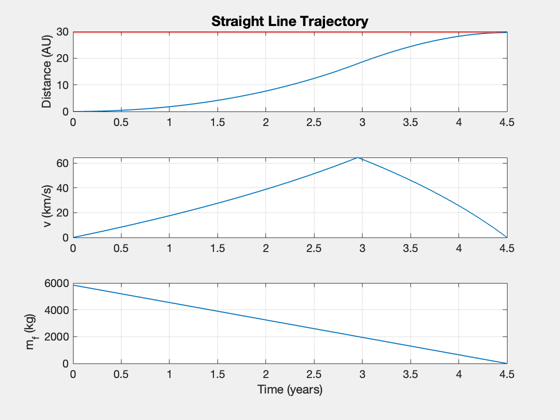 Straight Line Trajectory
Distance (AU)
30
20
10
0
0 0.5 1 1.5 2 2.5 3 3.5 4 4.5
v (km/s)
60
40
20
0
0 0.5 1 1.5 2 2.5 3 3.5 4 4.5
m_f (kg)
6000
4000
2000
0
0 0.5 1 1.5 2 2.5 3 3.5 4 4.5
Time (years)